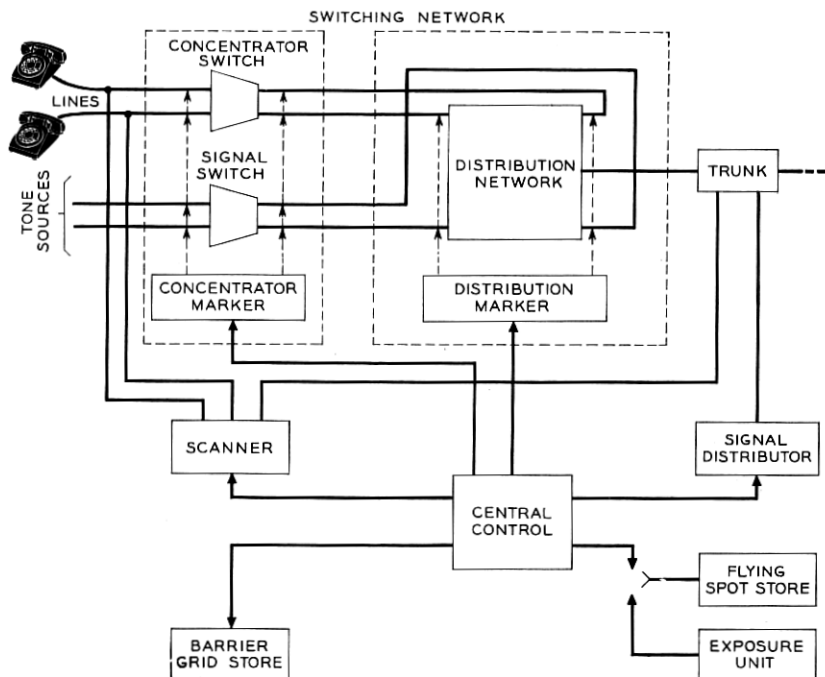 SWITCHING NETWORK
CONCENTRATOR
SWITCH
LINES
SIGNAL
SWITCH
TONE
SOURCES
DISTRIBUTION
NETWORK
TRUNK
CONCENTRATOR
MARKER
DISTRIBUTION
MARKER
SCANNER
SIGNAL
DISTRIBUTOR
CENTRAL
CONTROL
FLYING
SPOT STORE
BARRIER
GRID STORE
EXPOSURE
UNIT